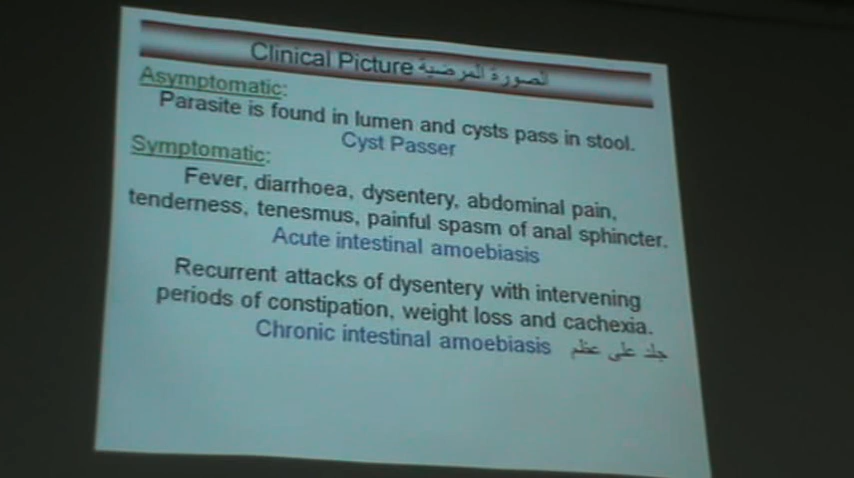 Clinical Picture الصورة المرضية
Asymptomatic:
Parasite is found in lumen and cysts pass in stool.
Cyst Passer
Symptomatic:
Fever, diarrhoea, dysentery, abdominal pain,
tenderness, tenesmus, painful spasm of anal sphincter.
Acute intestinal amoebiasis
Recurrent attacks of dysentery with intervening
periods of constipation, weight loss and cachexia.
Chronic intestinal amoebiasis جلد على عظم